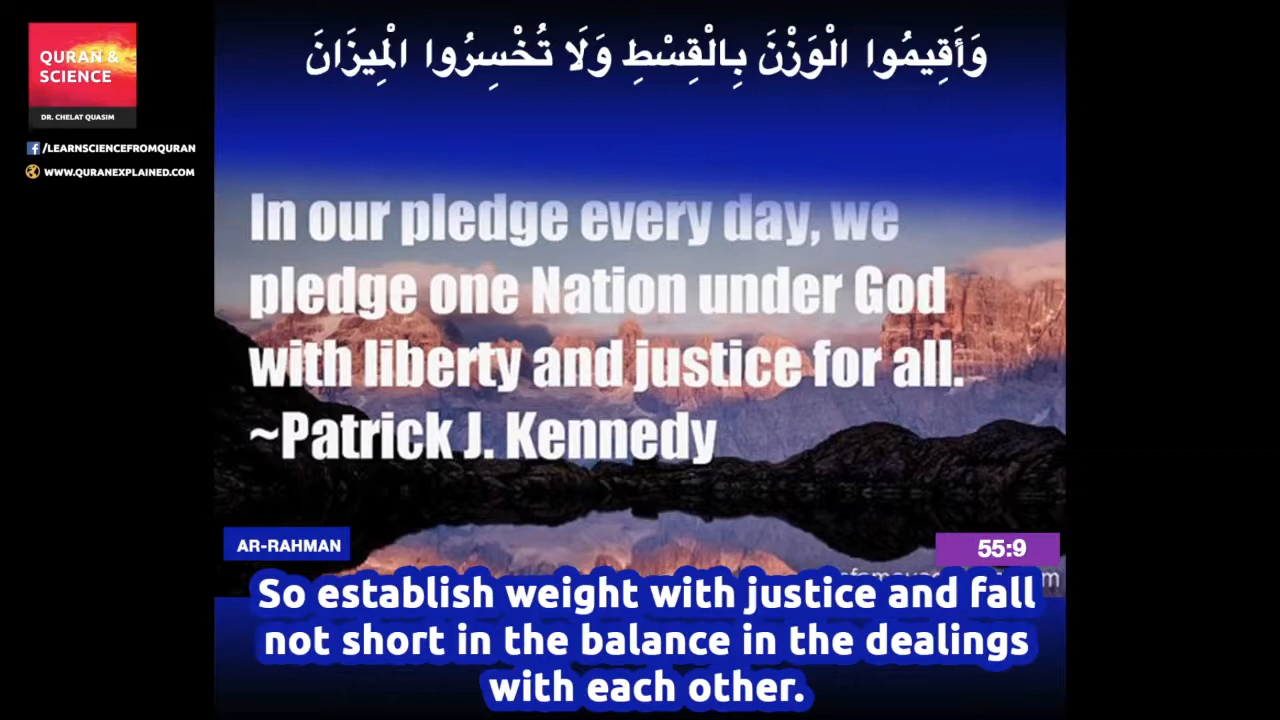 وَأَقِيمُوا الْوَزْنَ بِالْقِسْطِ وَلَا تُخْسِرُوا الْمِيزَانَ
QURAN &
SCIENCE
DR. CHELAT QUASIM
/LEARNSCIENCEFROMQURAN
WWW.QURANEXPLAINED.COM
In our pledge every day, we
pledge one Nation under God
with liberty and justice for all.
~Patrick J. Kennedy
AR-RAHMAN
55:9
So establish weight with justice and fall
not short in the balance in the dealings
with each other.